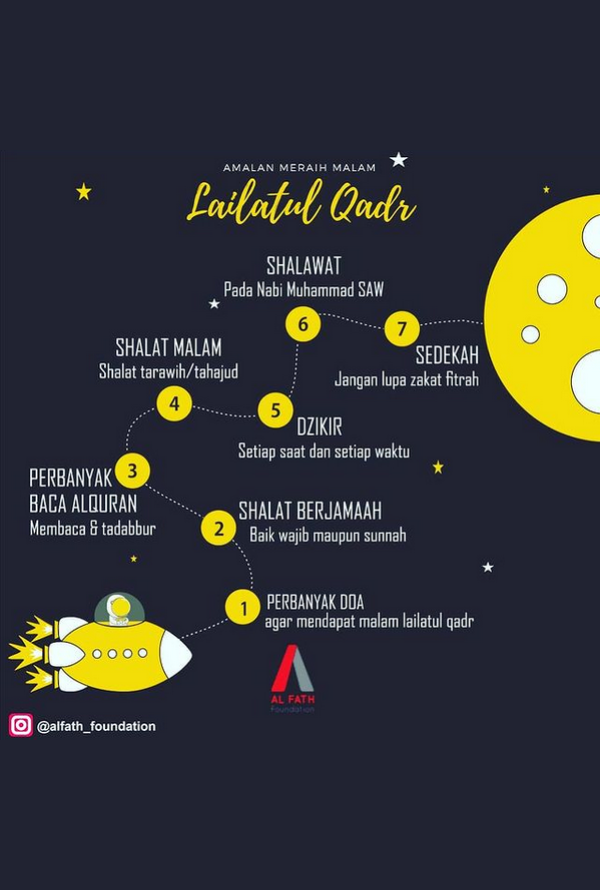 AMALAN MERAIH MALAM
Lailatul Qadr
SHALAWAT
Pada Nabi Muhammad SAW
6
7
SEDEKAH
Jangan lupa zakat fitrah
SHALAT MALAM
Shalat tarawih/tahajud
4
5
DZIKIR
Setiap saat dan setiap waktu
PERBANYAK
BACA ALQURAN
Membaca & tadabbur
3
2
SHALAT BERJAMAAH
Baik wajib maupun sunnah
1
PERBANYAK DOA
agar mendapat malam lailatul qadr
AL FATH
Foundation
@alfath_foundation